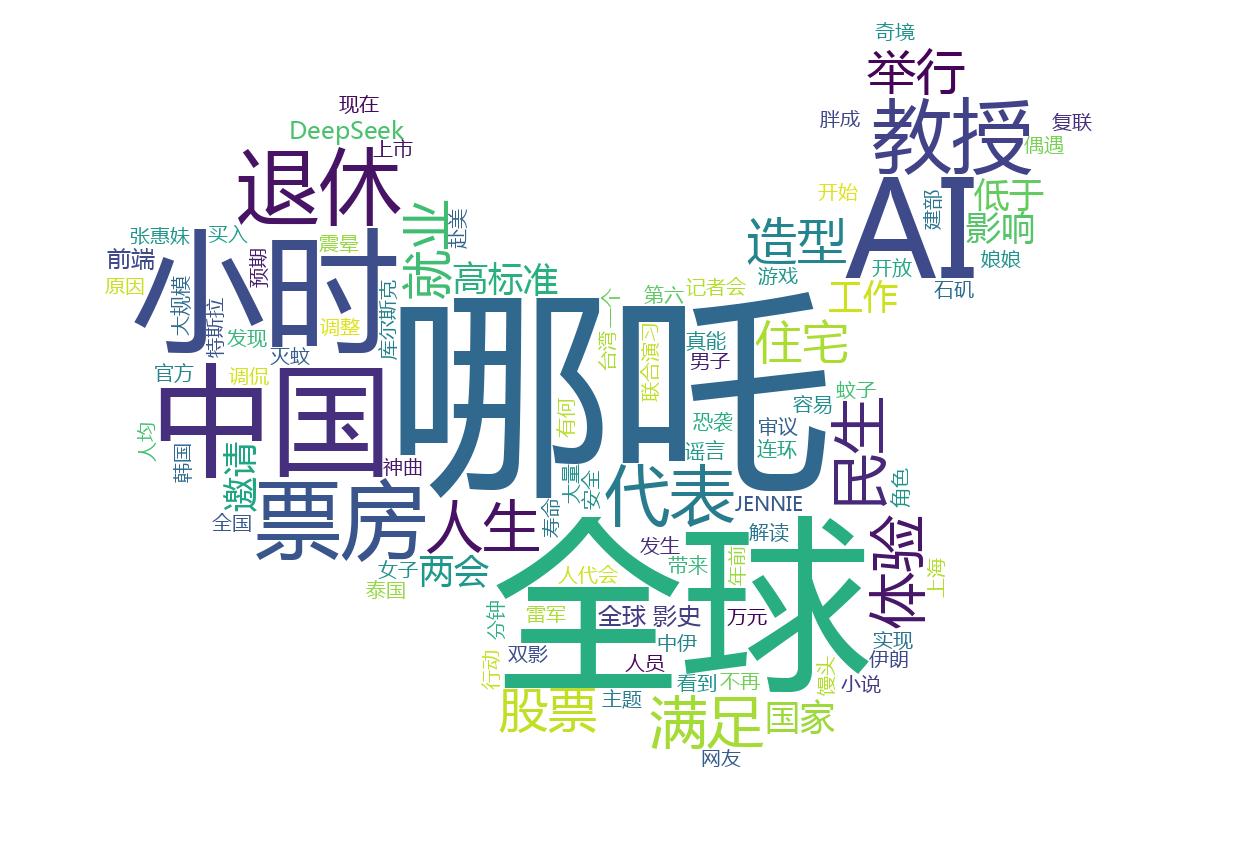 奇境
举行
现在
教授
胖成
复联
DeepSeek
偶遇
上市
退休
AI
开始
低于
建部
就业
赴美
影响
造型
张惠妹
买入
小时
震晕
前端
预期
高标准
娘娘
开放
游戏
原因
大规模
特斯拉
库尔斯克
哪吒
台湾一个
第六
记者会
工作
石矶
发现
调整
灭蚊
联合演习
真能
男子
住宅
官方
调侃
中国
蚊子
容易
民生
有何
恐袭
审议
人均
韩国
邀请
神曲
谣言
连环
票房
大量
安全
代表
角色
JENNIE
全国
人生
寿命
解读
体验
女子
两会
全球
发生
带来
年前
泰国
人代会
上海
分钟
雷军
全球
影史
万元
双影
中伊
实现
行动
人员
伊朗
看到
不再
馒头
小说
股票
主题
满足
国家
网友